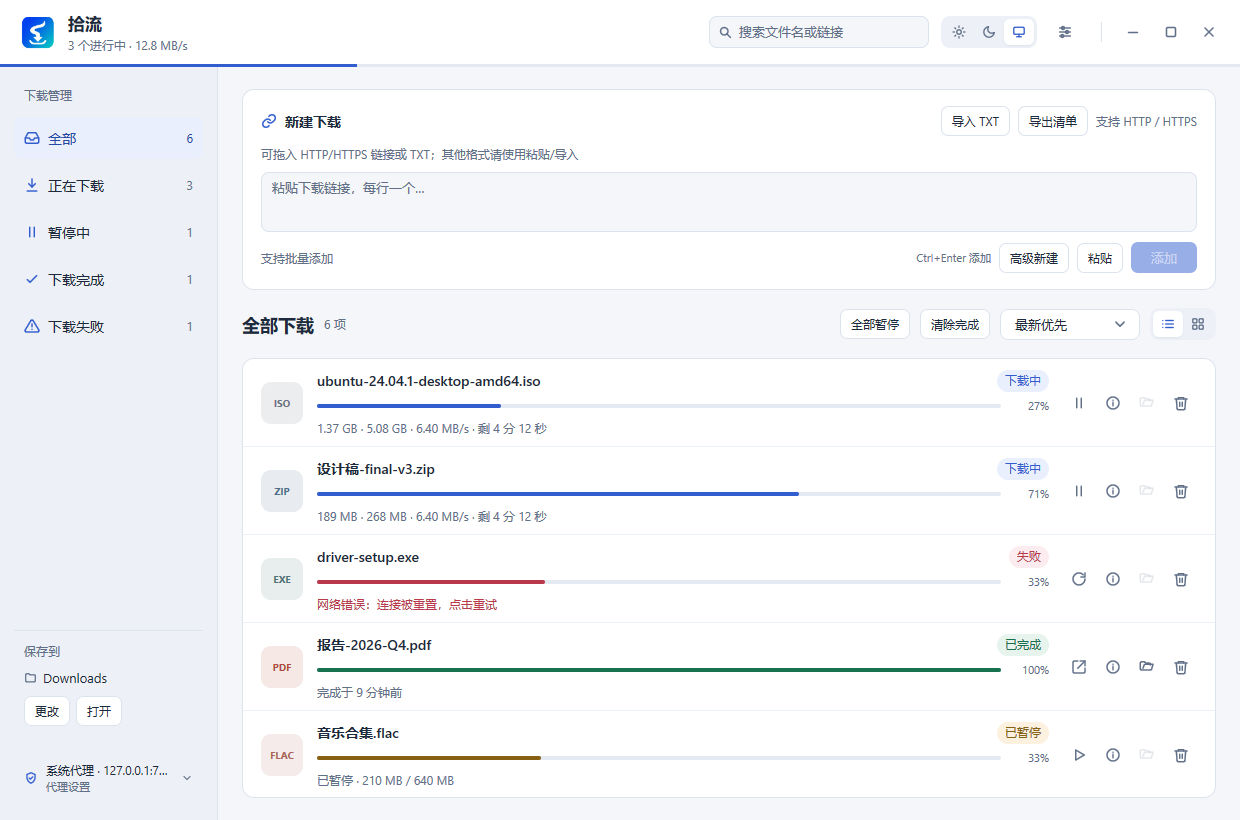 拾流
3 个进行中 · 12.8 MB/s
搜索文件名或链接
下载管理
全部 6
正在下载 3
暂停中 1
下载完成 1
下载失败 1
保存到
Downloads
更改 打开
系统代理 · 127.0.0.1:7...
代理设置
新建下载 导入 TXT 导出清单 支持 HTTP / HTTPS
可拖入 HTTP/HTTPS 链接或 TXT；其他格式请使用粘贴/导入
粘贴下载链接，每行一个...
支持批量添加 Ctrl+Enter 添加 高级新建 粘贴 添加
全部下载 6 项 全部暂停 清除完成 最新优先
ISO
ubuntu-24.04.1-desktop-amd64.iso 下载中
27%
1.37 GB · 5.08 GB · 6.40 MB/s · 剩 4 分 12 秒
ZIP
设计稿-final-v3.zip 下载中
71%
189 MB · 268 MB · 6.40 MB/s · 剩 4 分 12 秒
EXE
driver-setup.exe 失败
33%
网络错误：连接被重置，点击重试
PDF
报告-2026-Q4.pdf 已完成
100%
完成于 9 分钟前
FLAC
音乐合集.flac 已暂停
33%
已暂停 · 210 MB / 640 MB